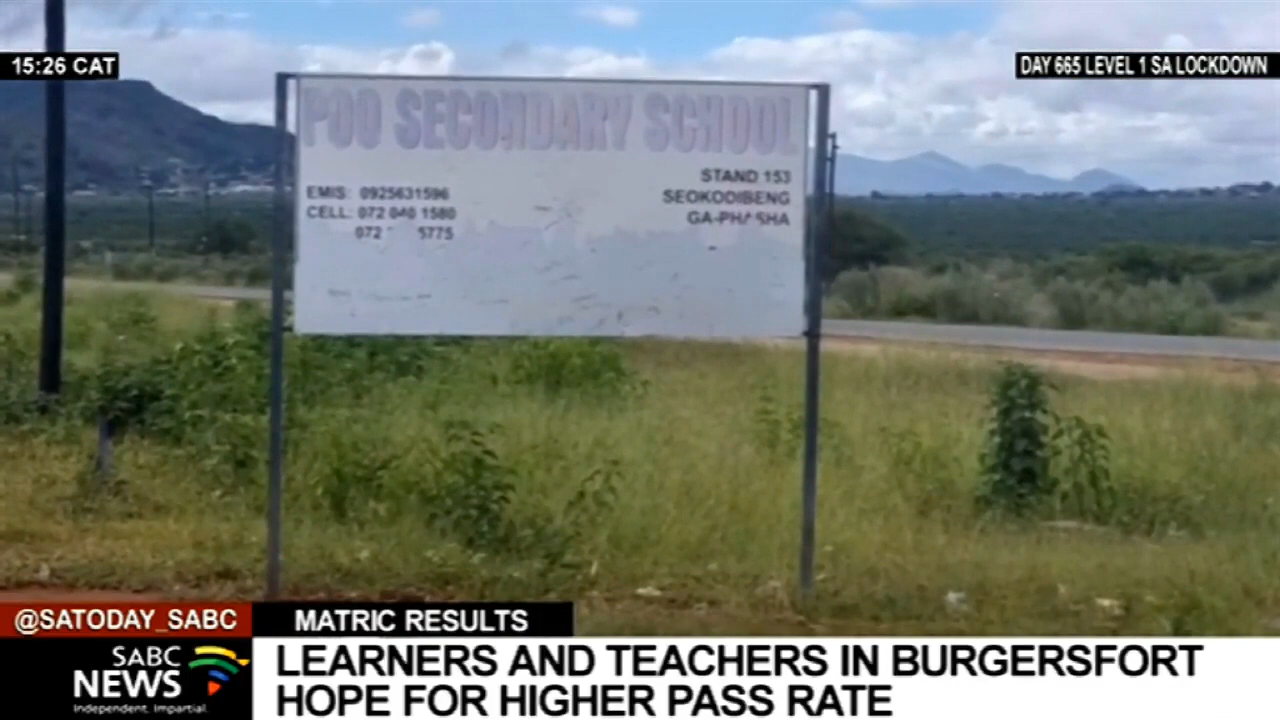 15:26 CAT
DAY 665 LEVEL 1 SA LOCKDOWN
POO SECONDARY SCHOOL
STAND 153
EMIS: 0925631596
SEOKODIBENG
CELL: 072 040 1580
GA-PHASHA
072 5775
@SATODAY_SABC
MATRIC RESULTS
SABC NEWS
Independent. Impartial.
LEARNERS AND TEACHERS IN BURGERSFORT
HOPE FOR HIGHER PASS RATE